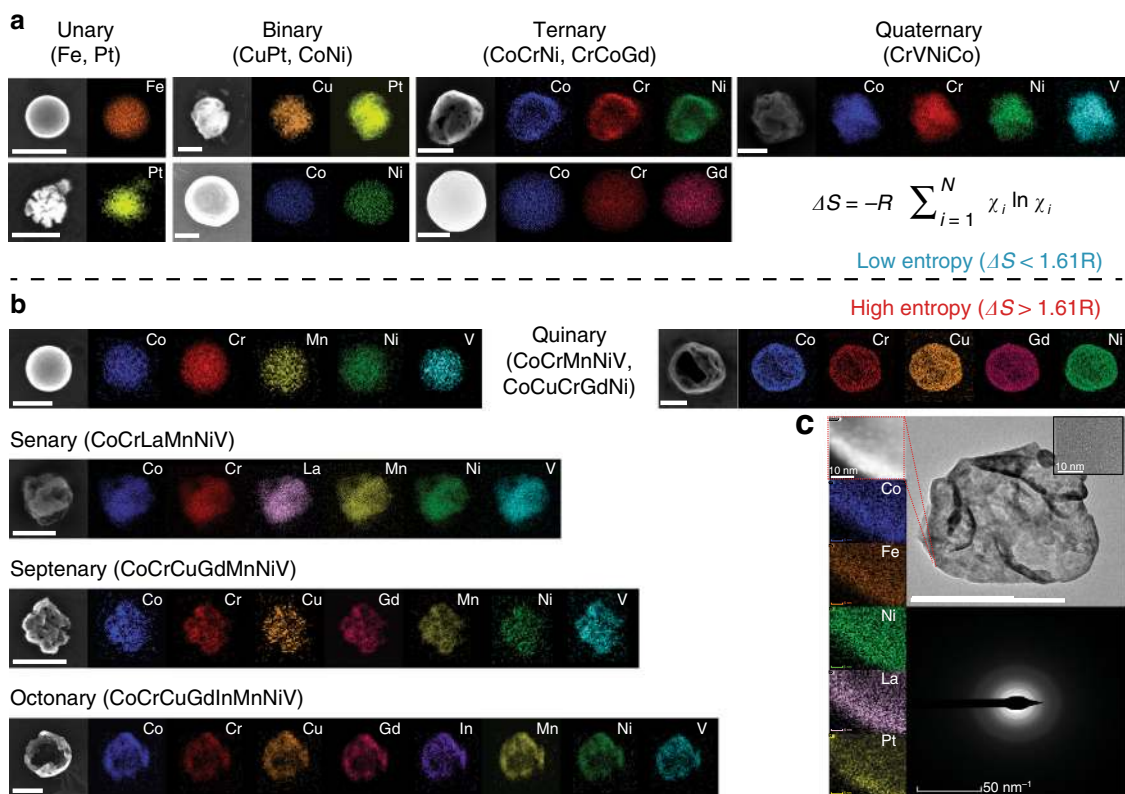 a
Unary
(Fe, Pt)
Binary
(CuPt, CoNi)
Ternary
(CoCrNi, CrCoGd)
Quaternary
(CrVNiCo)
Fe
Cu Pt
Co Cr Ni
Co Cr Ni V
Pt
Co Ni
Co Cr Gd
ΔS = –R ∑ᵢ₌₁ᴺ χᵢ ln χᵢ
Low entropy (ΔS < 1.61R)
b
High entropy (ΔS > 1.61R)
Co Cr Mn Ni V
Quinary
(CoCrMnNiV,
CoCuCrGdNi)
Co Cr Cu Gd Ni
Senary (CoCrLaMnNiV)
Co Cr La Mn Ni V
Septenary (CoCrCuGdMnNiV)
Co Cr Cu Gd Mn Ni V
Octonary (CoCrCuGdInMnNiV)
Co Cr Cu Gd In Mn Ni V
c
10 nm
10 nm
Co
Fe
Ni
La
Pt
50 nm⁻¹